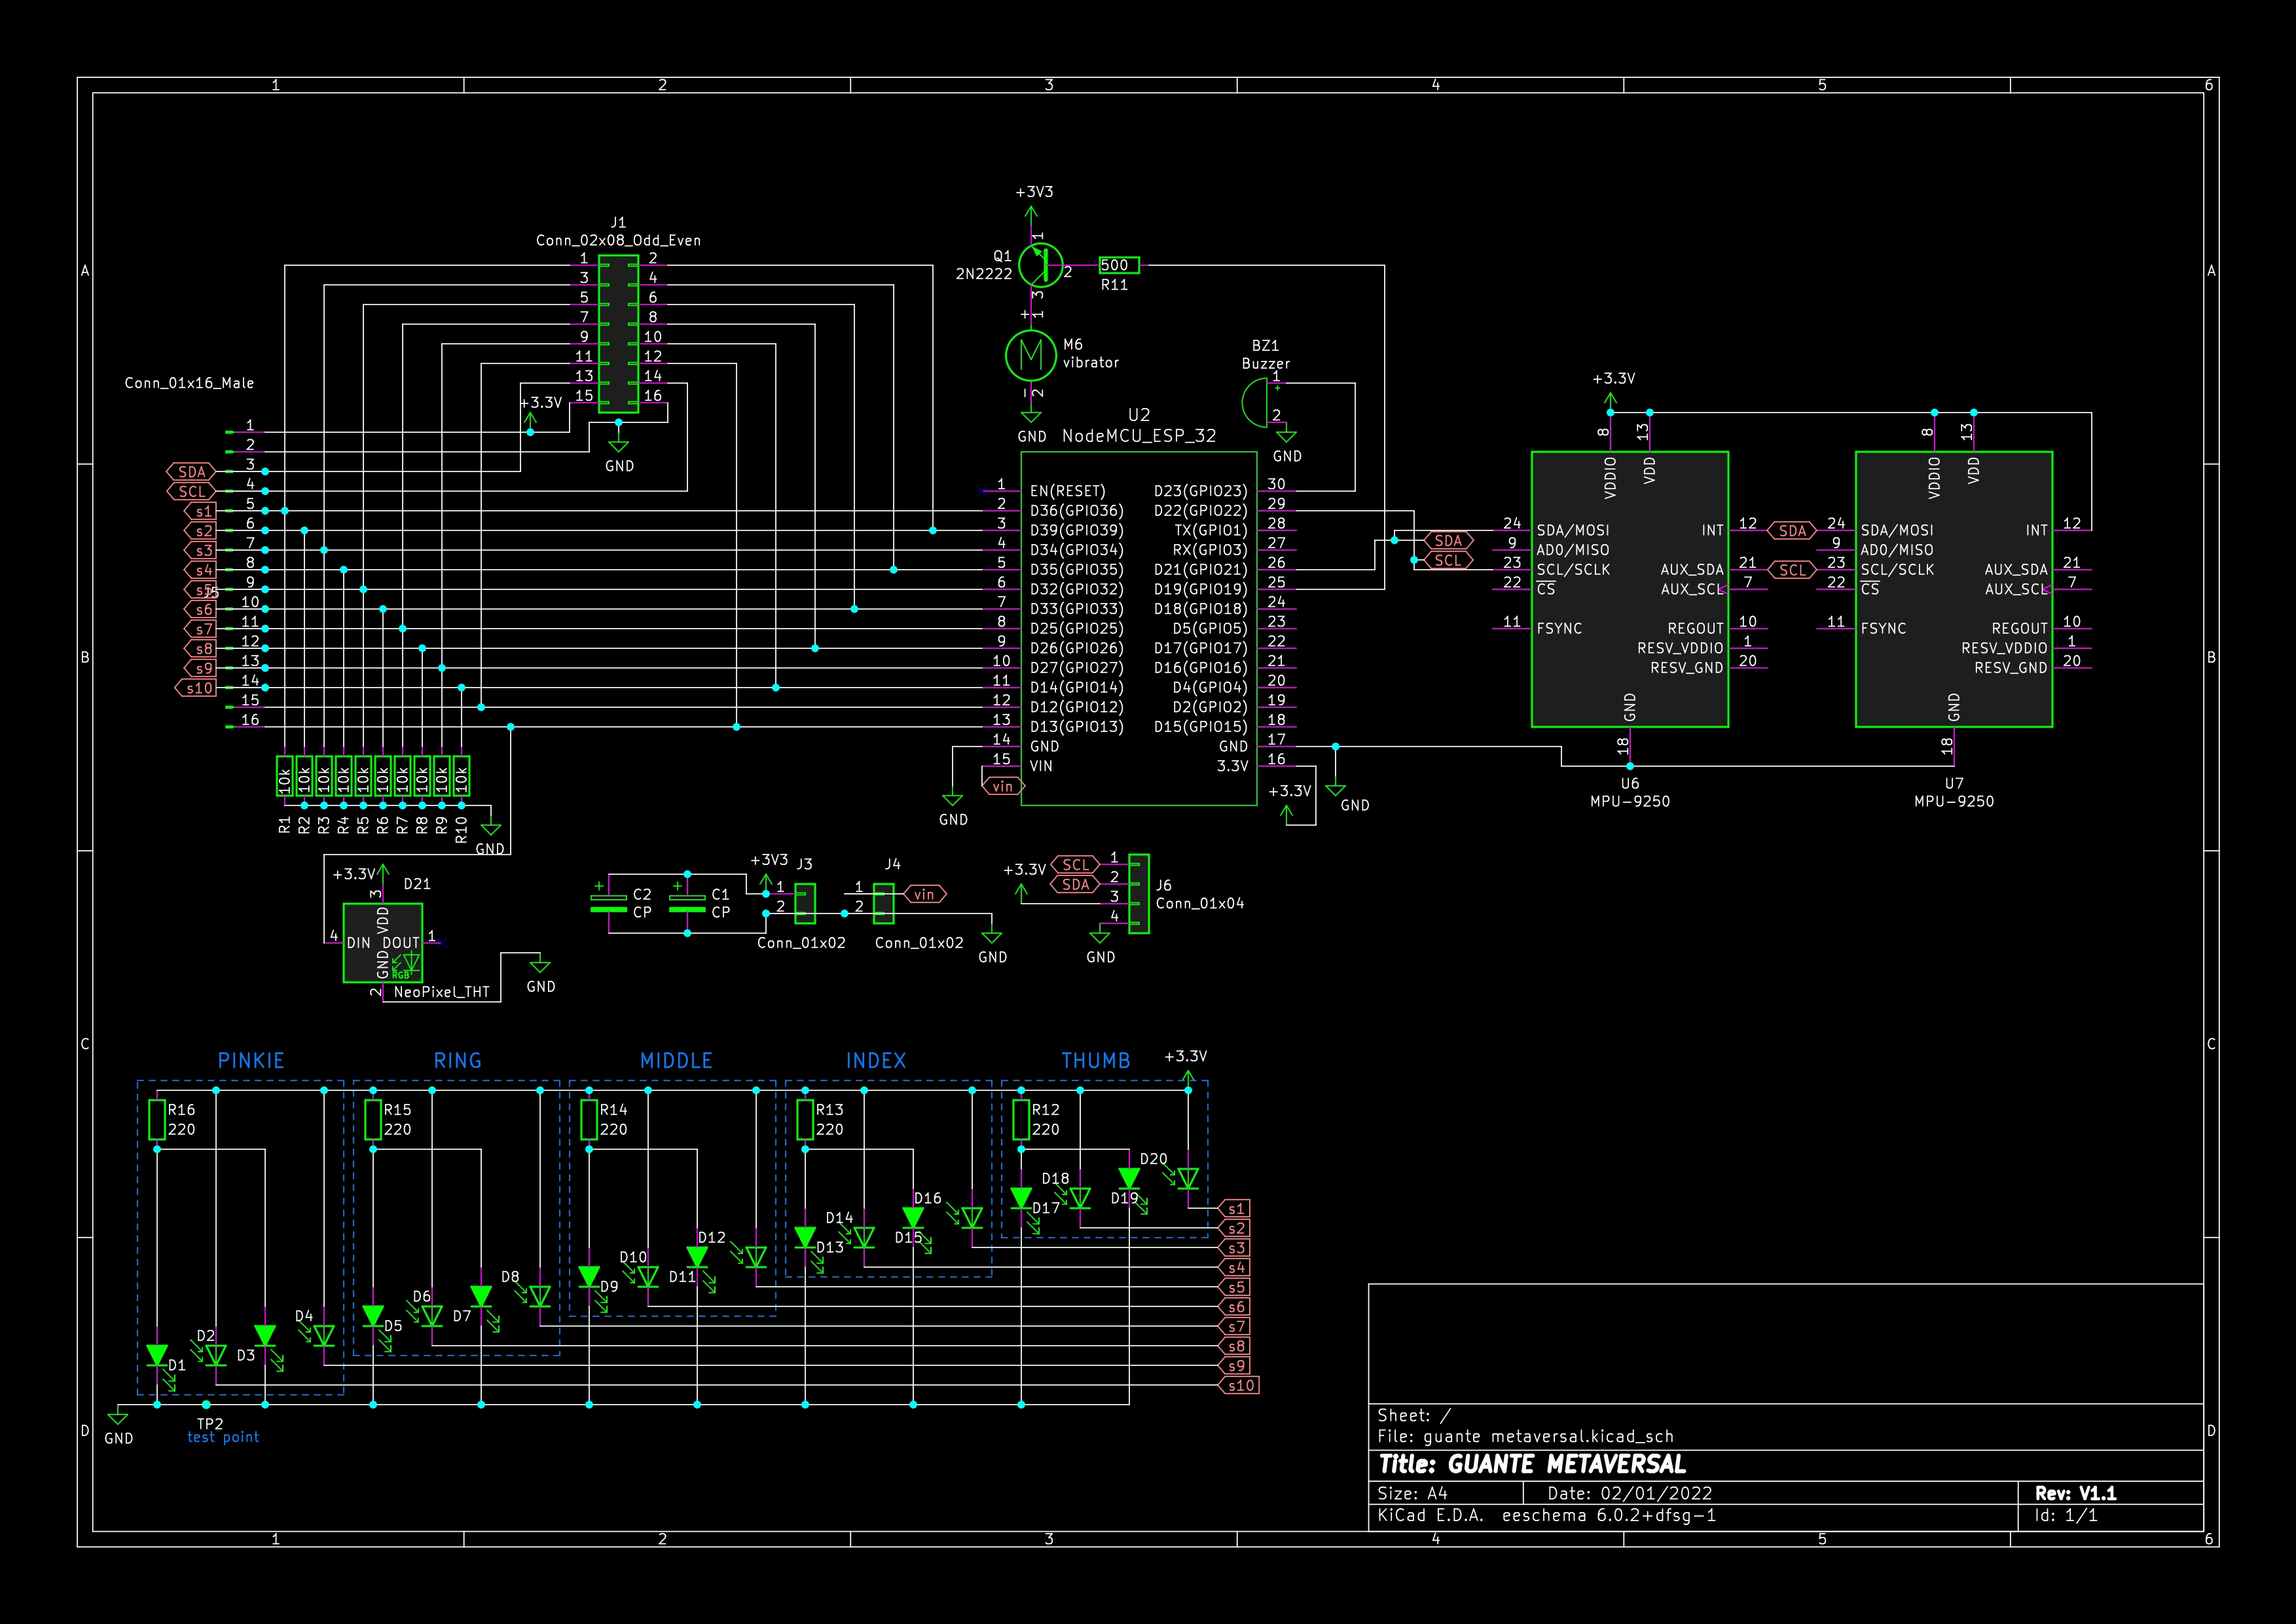 1 2 3 4 5 6
A A
B B
C C
D D
1 2 3 4 5 6
J1
Conn_02x08_Odd_Even
1 2
3 4
5 6
7 8
9 10
11 12
13 14
15 16
+3.3V
GND
Conn_01x16_Male
1
2
SDA 3
SCL 4
s1 5
s2 6
s3 7
s4 8
s5 9
J5
s6 10
s7 11
s8 12
s9 13
s10 14
15
16
10k 10k 10k 10k 10k 10k 10k 10k 10k 10k
R1 R2 R3 R4 R5 R6 R7 R8 R9 R10
GND
+3V3
1
Q1
2N2222
2
3
500
R11
+ 1
M6
vibrator
M
- 2
GND
BZ1
Buzzer
1
+
2
GND
U2
NodeMCU_ESP_32
1 EN(RESET) D23(GPIO23) 30
2 D36(GPIO36) D22(GPIO22) 29
3 D39(GPIO39) TX(GPIO1) 28
4 D34(GPIO34) RX(GPIO3) 27
5 D35(GPIO35) D21(GPIO21) 26
6 D32(GPIO32) D19(GPIO19) 25
7 D33(GPIO33) D18(GPIO18) 24
8 D25(GPIO25) D5(GPIO5) 23
9 D26(GPIO26) D17(GPIO17) 22
10 D27(GPIO27) D16(GPIO16) 21
11 D14(GPIO14) D4(GPIO4) 20
12 D12(GPIO12) D2(GPIO2) 19
13 D13(GPIO13) D15(GPIO15) 18
14 GND GND 17
15 VIN 3.3V 16
vin
GND
+3.3V
GND
SDA
SCL
+3.3V
8 13
VDDIO VDD
24 SDA/MOSI INT 12
9 AD0/MISO
23 SCL/SCLK AUX_SDA 21
22 CS AUX_SCL 7
11 FSYNC REGOUT 10
RESV_VDDIO 1
RESV_GND 20
GND
18
U6
MPU-9250
SDA
SCL
8 13
VDDIO VDD
24 SDA/MOSI INT 12
9 AD0/MISO
23 SCL/SCLK AUX_SDA 21
22 CS AUX_SCL 7
11 FSYNC REGOUT 10
RESV_VDDIO 1
RESV_GND 20
GND
18
U7
MPU-9250
+3.3V
D21
3
VDD
4 DIN DOUT 1
GND
RGB
2
NeoPixel_THT
GND
+ C2
CP
+ C1
CP
+3V3
J3
1
2
Conn_01x02
J4
1
2
vin
Conn_01x02
GND
+3.3V
SCL 1
SDA 2
3
4
J6
Conn_01x04
GND
PINKIE RING MIDDLE INDEX THUMB
+3.3V
R16
220
R15
220
R14
220
R13
220
R12
220
D1 D2 D3 D4
D5 D6 D7 D8
D9 D10 D11 D12
D13 D14 D15 D16
D17 D18 D19 D20
s1
s2
s3
s4
s5
s6
s7
s8
s9
s10
GND
TP2
test point
Sheet: /
File: guante metaversal.kicad_sch
Title: GUANTE METAVERSAL
Size: A4 Date: 02/01/2022 Rev: V1.1
KiCad E.D.A. eeschema 6.0.2+dfsg-1 Id: 1/1